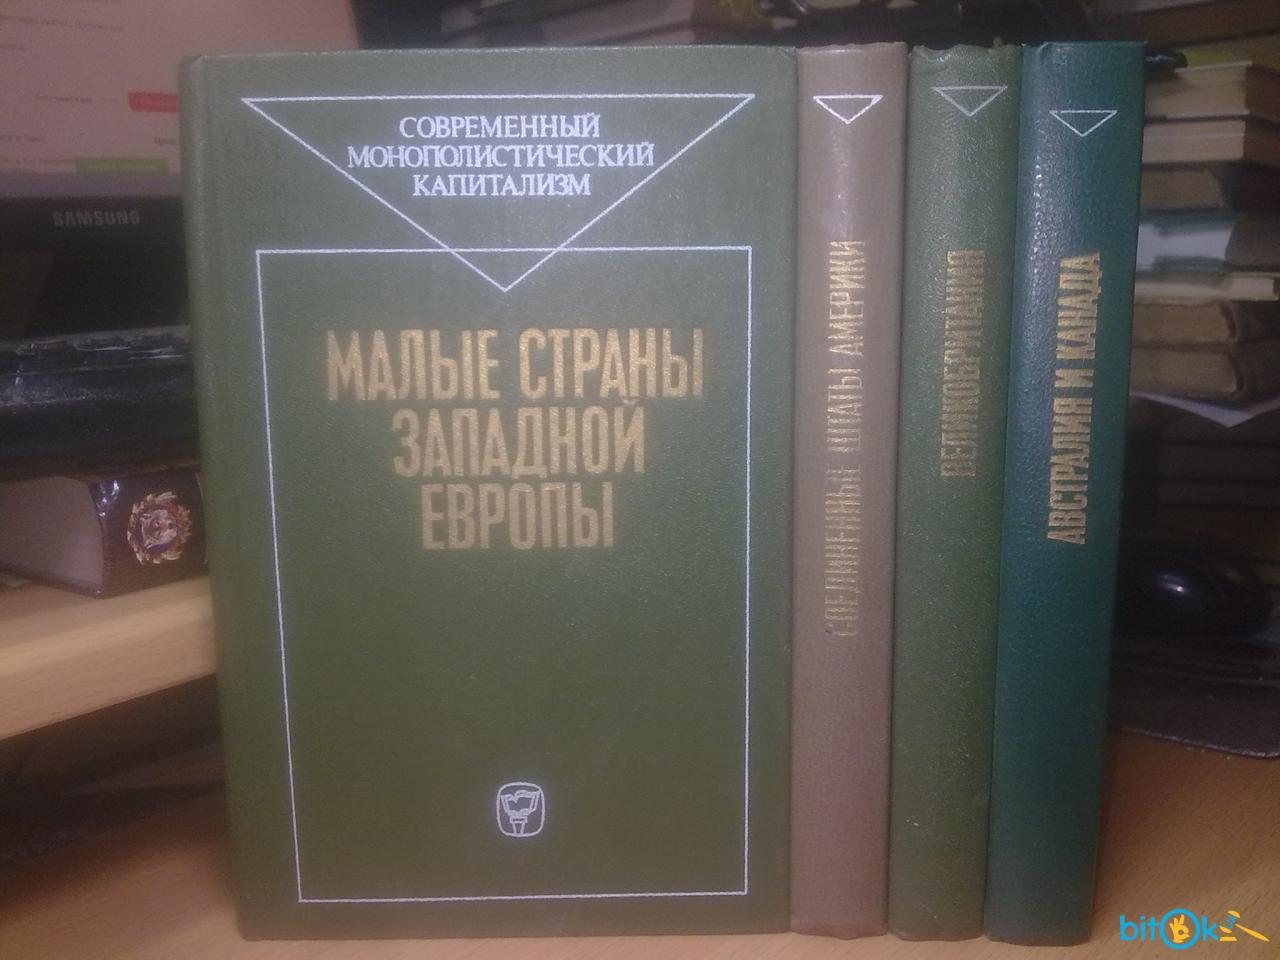 СОВРЕМЕННЫЙ
МОНОПОЛИСТИЧЕСКИЙ
КАПИТАЛИЗМ
МАЛЫЕ СТРАНЫ
ЗАПАДНОЙ
ЕВРОПЫ
СОЕДИНЕННЫЕ ШТАТЫ АМЕРИКИ
ВЕЛИКОБРИТАНИЯ
АВСТРАЛИЯ И КАНАДА
SAMSUNG
bitOk